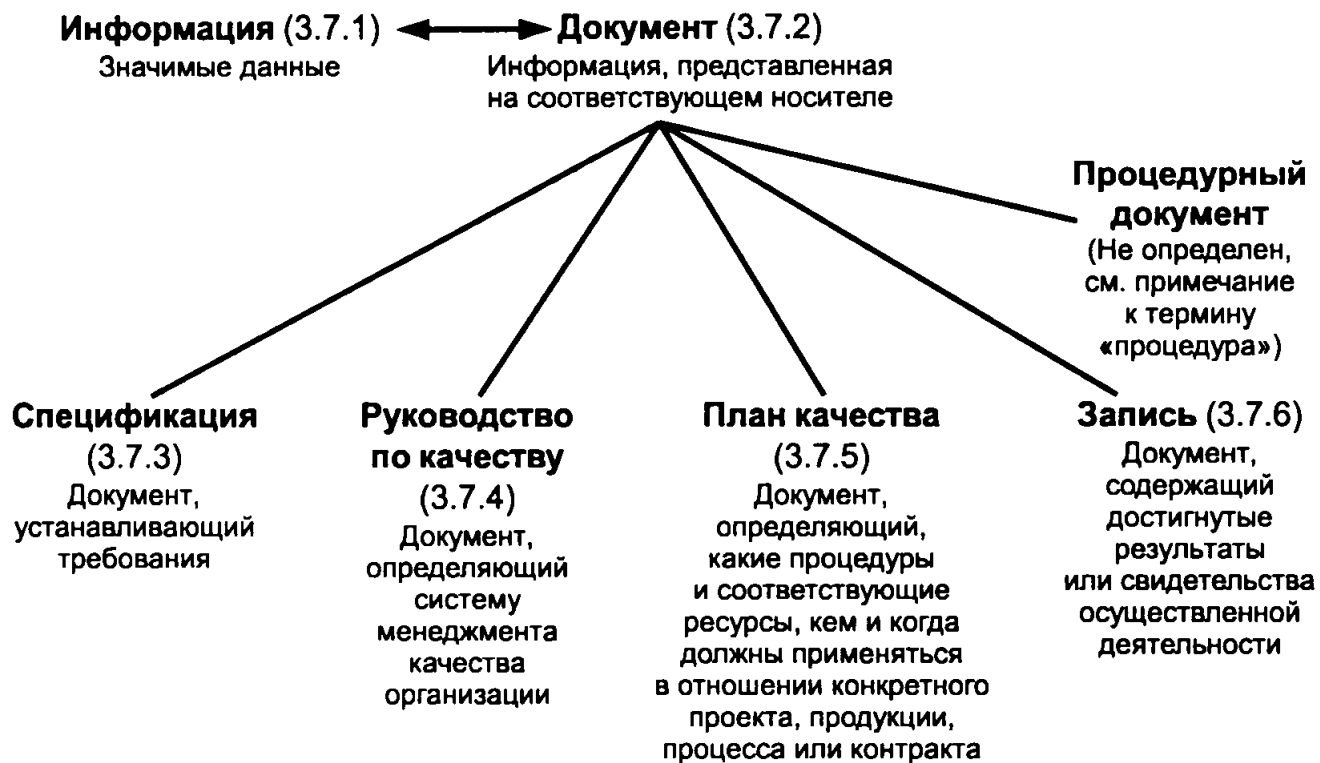 Информация (3.7.1)
Значимые данные
Документ (3.7.2)
Информация, представленная
на соответствующем носителе
Процедурный
документ
(Не определен,
см. примечание
к термину
«процедура»)
Спецификация
(3.7.3)
Документ,
устанавливающий
требования
Руководство
по качеству
(3.7.4)
Документ,
определяющий
систему
менеджмента
качества
организации
План качества
(3.7.5)
Документ,
определяющий,
какие процедуры
и соответствующие
ресурсы, кем и когда
должны применяться
в отношении конкретного
проекта, продукции,
процесса или контракта
Запись (3.7.6)
Документ,
содержащий
достигнутые
результаты
или свидетельства
осуществленной
деятельности